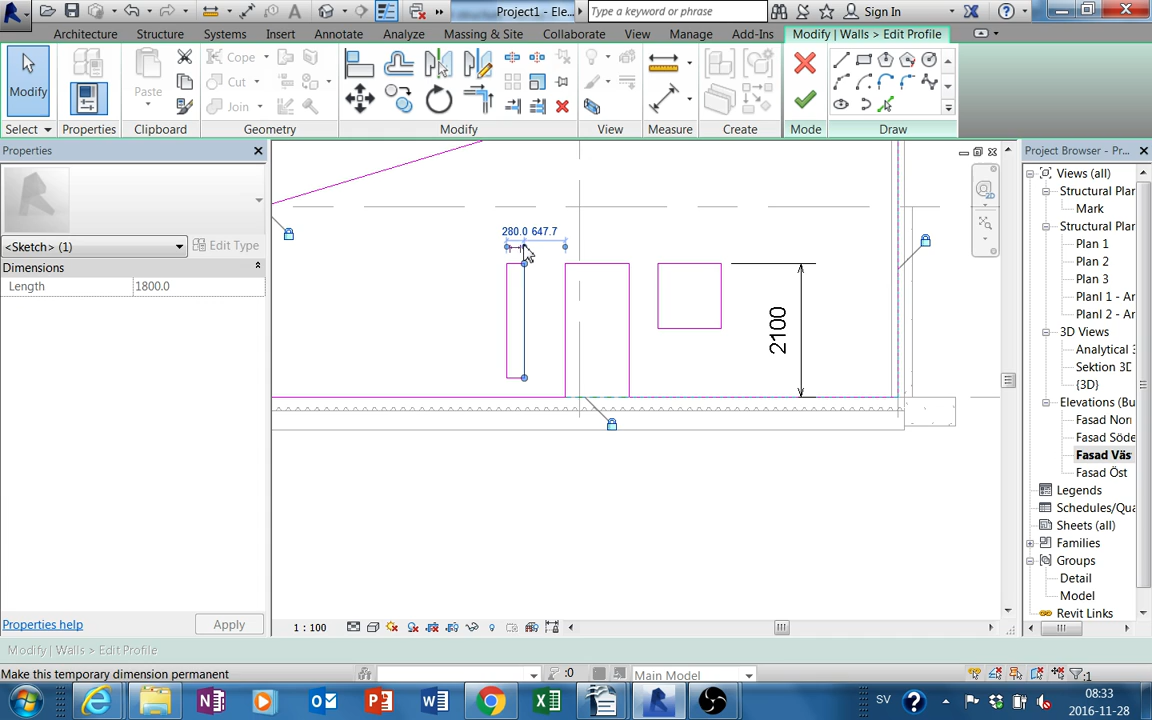 Project1 - Ele...
Type a keyword or phrase
Sign In
Architecture
Structure
Systems
Insert
Annotate
Analyze
Massing & Site
Collaborate
View
Manage
Add-Ins
Modify | Walls > Edit Profile
Modify
Paste
Cope
Cut
Join
Select
Properties
Clipboard
Geometry
Modify
View
Measure
Create
Mode
Draw
Properties
<Sketch> (1)
Edit Type
Dimensions
Length
1800.0
Properties help
Apply
280.0 647.7
2100
Project Browser - Pr
Views (all)
Structural Plar
Mark
Structural Plar
Plan 1
Plan 2
Plan 3
Planl 1 - Ar
Planl 2 - Ar
3D Views
Analytical 3
Sektion 3D
{3D}
Elevations (Bu
Fasad Norr
Fasad Söde
Fasad Väs
Fasad Öst
Legends
Schedules/Quar
Sheets (all)
Families
Groups
Detail
Model
Revit Links
1 : 100
Modify | Walls > Edit Profile
Make this temporary dimension permanent
:0
Main Model
:1
SV
08:33
2016-11-28